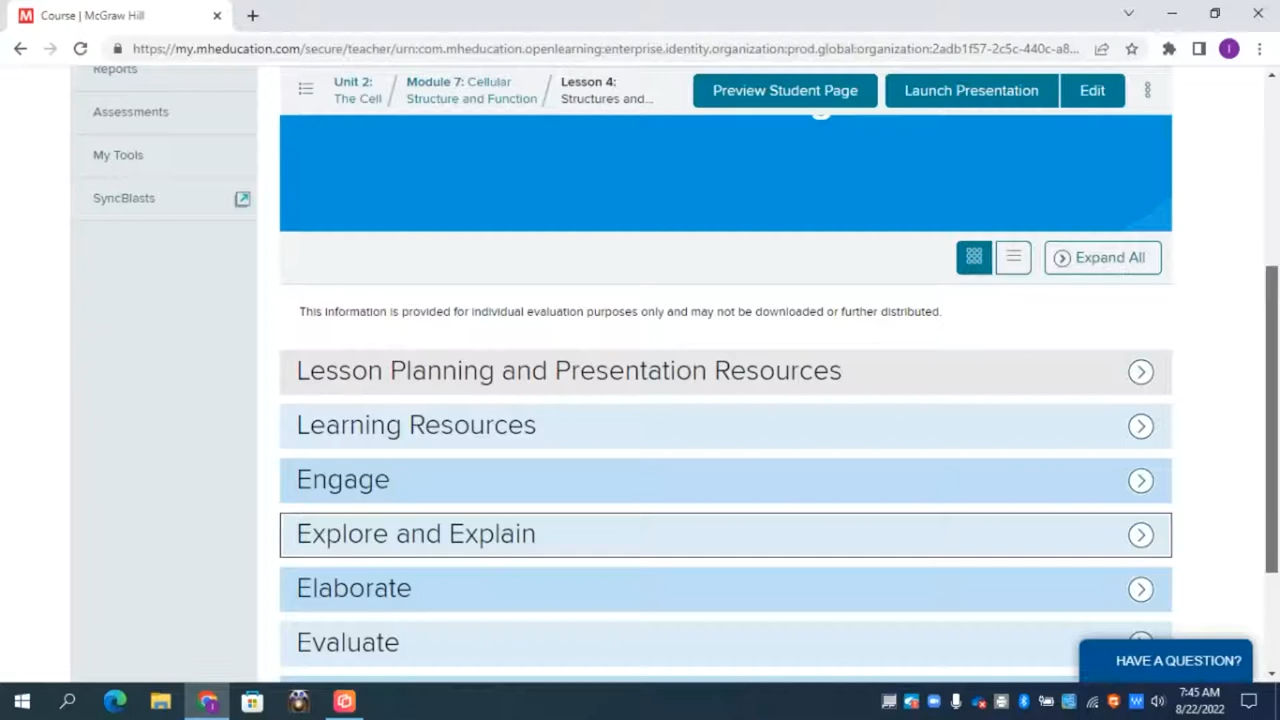 Course | McGraw Hill
https://my.mheducation.com/secure/teacher/urn:com.mheducation.openlearning:enterprise.identity.organization:prod.global:organization:2adb1f57-2c5c-440c-a8...
Reports
Assessments
My Tools
SyncBlasts
Unit 2:
The Cell
Module 7: Cellular
Structure and Function
Lesson 4:
Structures and...
Preview Student Page
Launch Presentation
Edit
Expand All
This information is provided for individual evaluation purposes only and may not be downloaded or further distributed.
Lesson Planning and Presentation Resources
Learning Resources
Engage
Explore and Explain
Elaborate
Evaluate
HAVE A QUESTION?
7:45 AM
8/22/2022